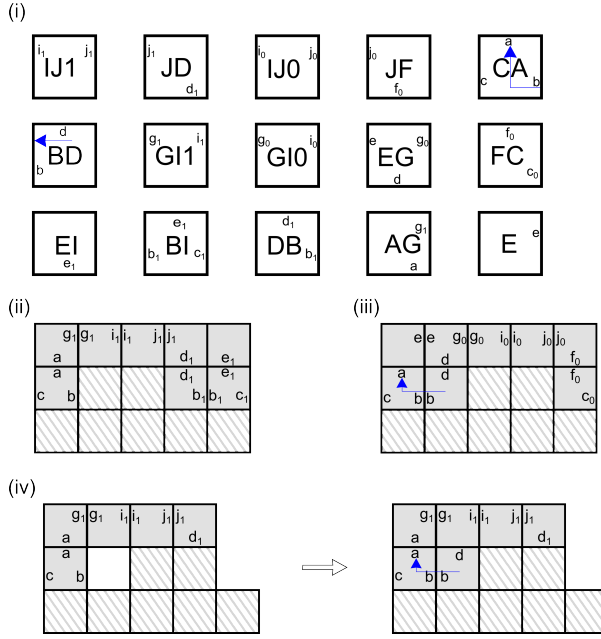 (i)
i₁ IJ1 j₁ j₁ JD d₁ i₀ IJ0 j₀ j₀ JF f₀ a c CA b
d b BD g₁ GI1 i₁ g₀ GI0 i₀ e EG g₀ d f₀ FC c₀
EI e₁ e₁ b₁ BI c₁ d₁ DB b₁ AG g₁ a E e
(ii) (iii)
g₁ g₁ i₁ i₁ j₁ j₁ e e g₀ g₀ i₀ i₀ j₀ j₀
a d₁ e₁ d f₀
a d₁ e₁ a d f₀
c b b₁ b₁ c₁ c b b c₀
(iv)
g₁ g₁ i₁ i₁ j₁ j₁ g₁ g₁ i₁ i₁ j₁ j₁
a d₁ a d₁
a a d
c b c b b